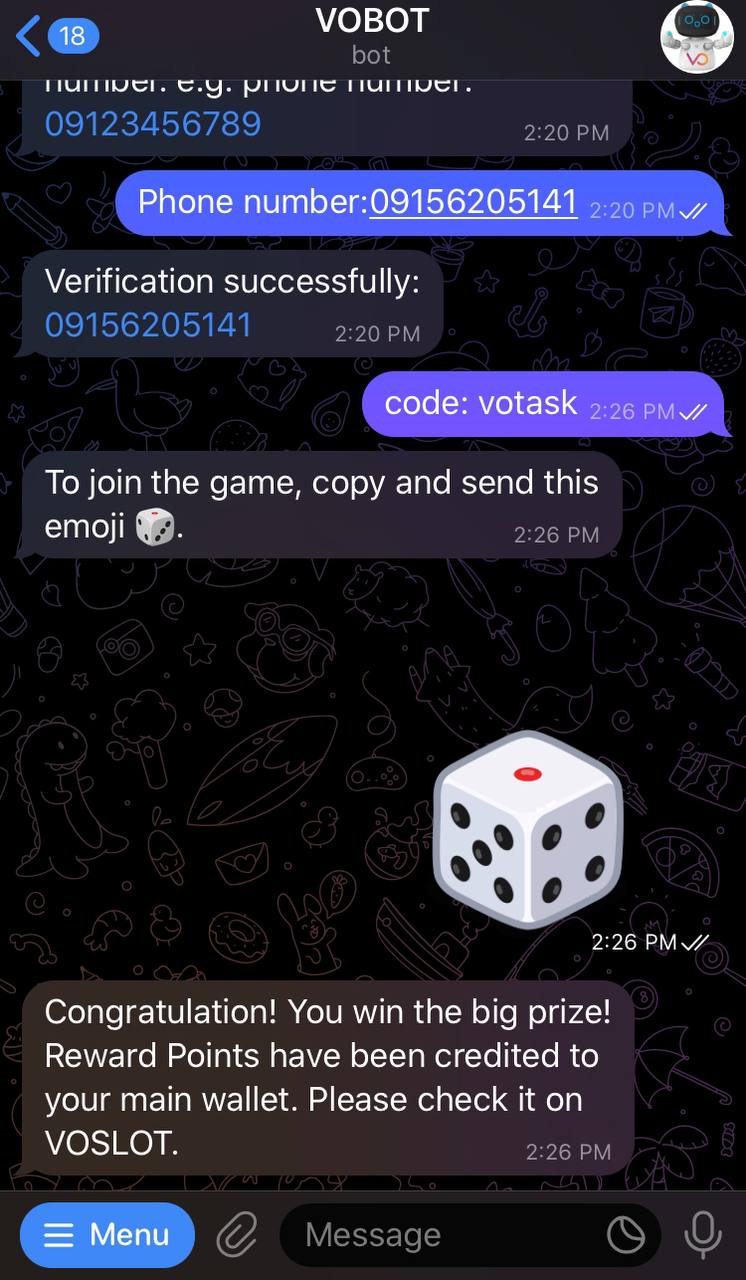 VOBOT
18
bot
number. e.g. phone number:
09123456789
2:20 PM
Phone number:09156205141 2:20 PM
Verification successfully:
09156205141 2:20 PM
code: votask 2:26 PM
To join the game, copy and send this
emoji 🎲.
2:26 PM
2:26 PM
Congratulation! You win the big prize!
Reward Points have been credited to
your main wallet. Please check it on
VOSLOT.
2:26 PM
Menu
Message